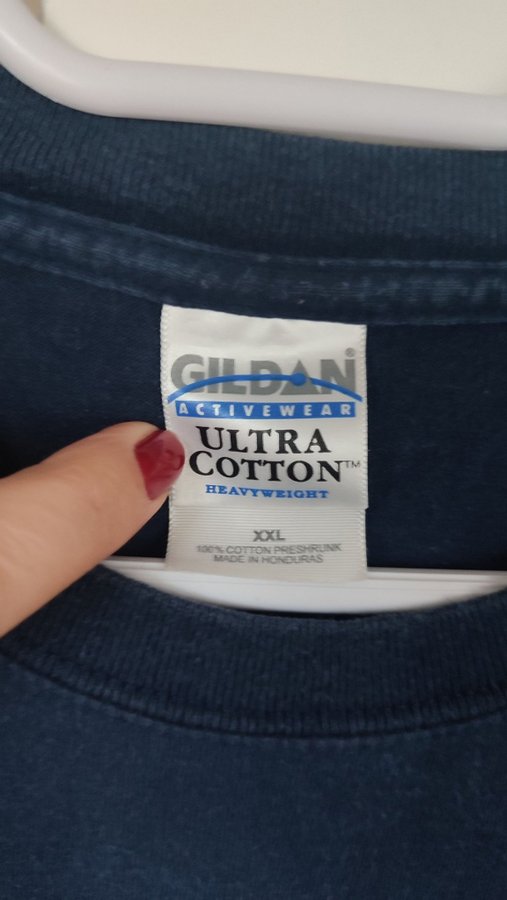 GILDAN®
ACTIVEWEAR
ULTRA
COTTON™
HEAVYWEIGHT
XXL
100% COTTON PRESHRUNK
MADE IN HONDURAS